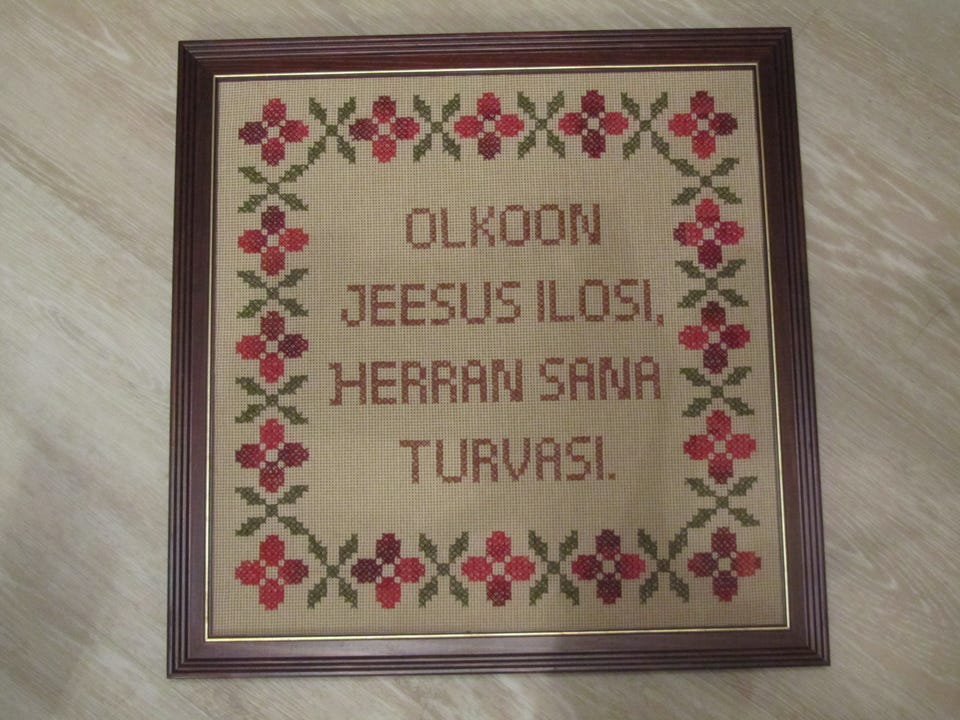 OLKOON
JEESUS ILOSI,
HERRAN SANA
TURVASI.